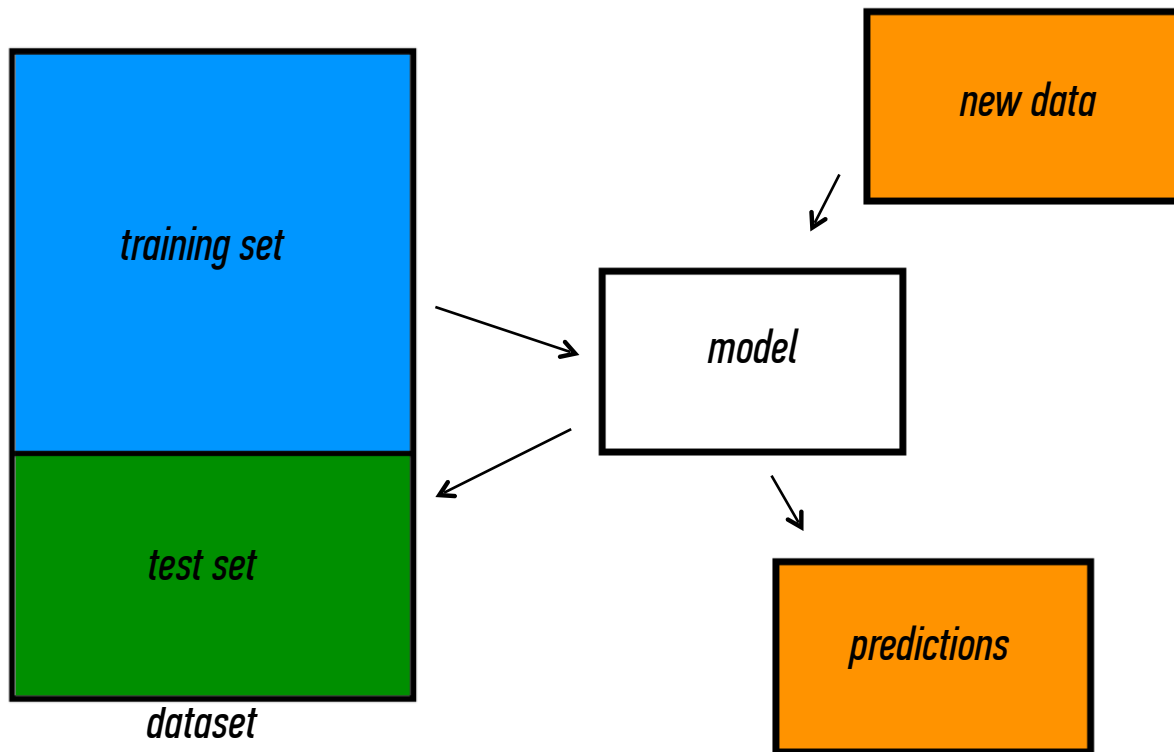 new data
training set
model
test set
predictions
dataset